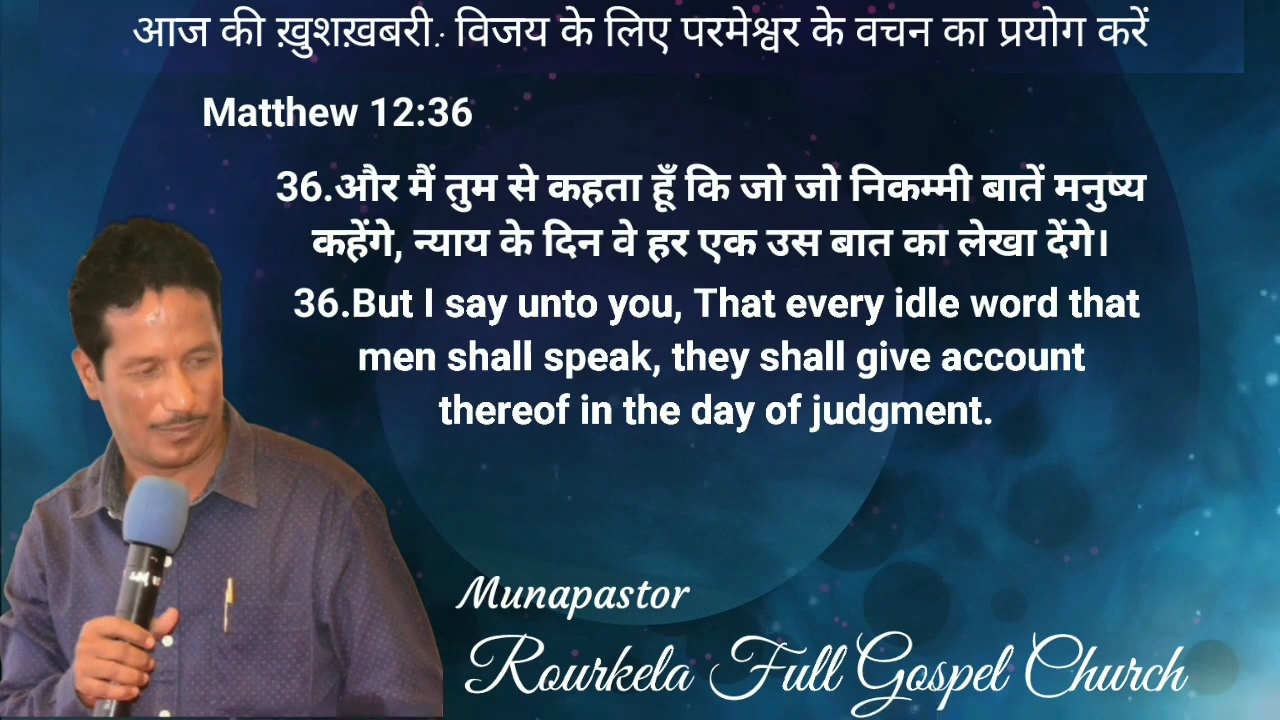 आज की ख़ुशख़बरी: विजय के लिए परमेश्वर के वचन का प्रयोग करें
Matthew 12:36
36.और मैं तुम से कहता हूँ कि जो जो निकम्मी बातें मनुष्य
कहेंगे, न्याय के दिन वे हर एक उस बात का लेखा देंगे।
36.But I say unto you, That every idle word that
men shall speak, they shall give account
thereof in the day of judgment.
Munapastor
Rourkela Full Gospel Church